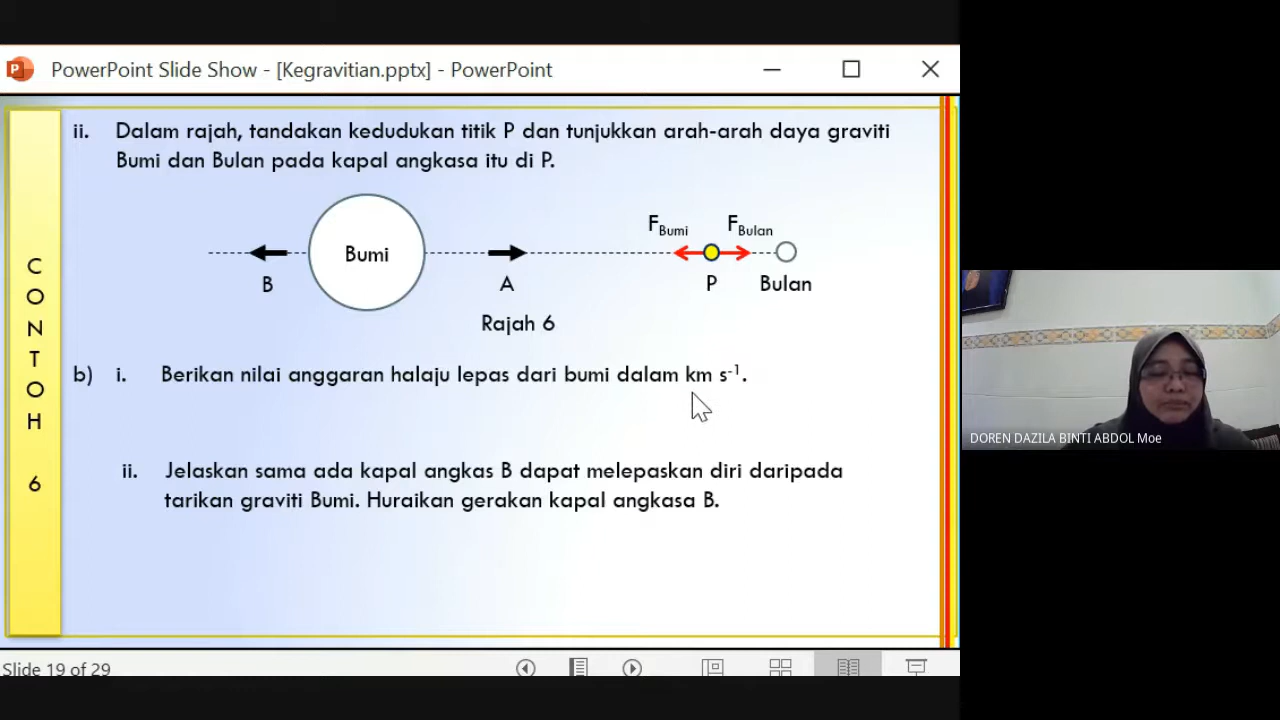 PowerPoint Slide Show - [Kegravitian.pptx] - PowerPoint
ii. Dalam rajah, tandakan kedudukan titik P dan tunjukkan arah-arah daya graviti
Bumi dan Bulan pada kapal angkasa itu di P.
F Bumi F Bulan
Bumi
B A P Bulan
Rajah 6
CONTOH 6
b) i. Berikan nilai anggaran halaju lepas dari bumi dalam km s⁻¹.
ii. Jelaskan sama ada kapal angkas B dapat melepaskan diri daripada
tarikan graviti Bumi. Huraikan gerakan kapal angkasa B.
DOREN DAZILA BINTI ABDOL Moe
Slide 19 of 29